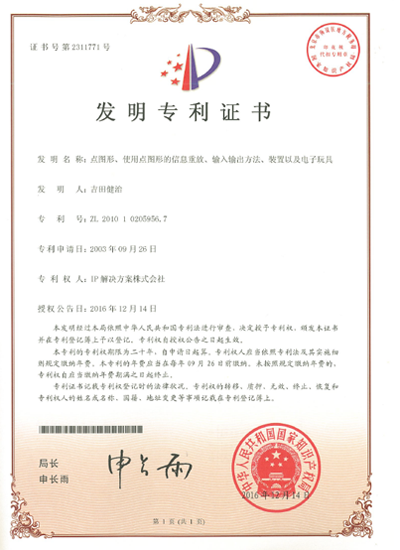 证书号第2311771号
发明专利证书
发明名称：点图形、使用点图形的信息重放、输入输出方法、装置以及电子玩具
发明人：吉田健治
专利号：ZL 2010 1 0205956.7
专利申请日：2003年09月26日
专利权人：IP解决方案株式会社
授权公告日：2016年12月14日
本发明经过本局依照中华人民共和国专利法进行审查，决定授予专利权，颁发本证书
并在专利登记簿上予以登记。专利权自授权公告之日起生效。
本专利的专利权期限为二十年，自申请日起算。专利权人应当依照专利法及其实施细
则规定缴纳年费。本专利的年费应当在每年09月26日前缴纳。未按照规定缴纳年费的，
专利权自应当缴纳年费期满之日起终止。
专利证书记载专利权登记时的法律状况。专利权的转移、质押、无效、终止、恢复和
专利权人的姓名或名称、国籍、地址变更等事项记载在专利登记簿上。
局长
申长雨
申长雨
中华人民共和国国家知识产权局
2016年12月14日
第1页(共1页)